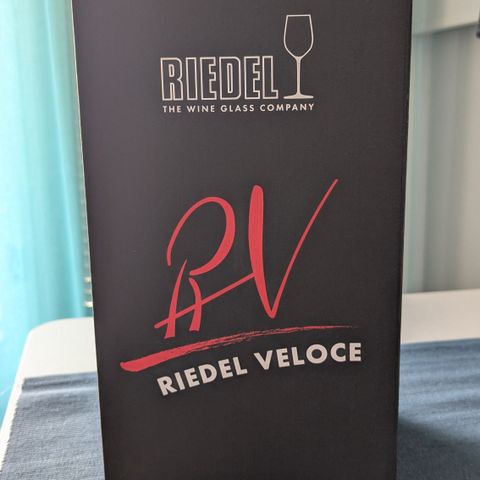 RIEDEL
THE WINE GLASS COMPANY
RV
RIEDEL VELOCE